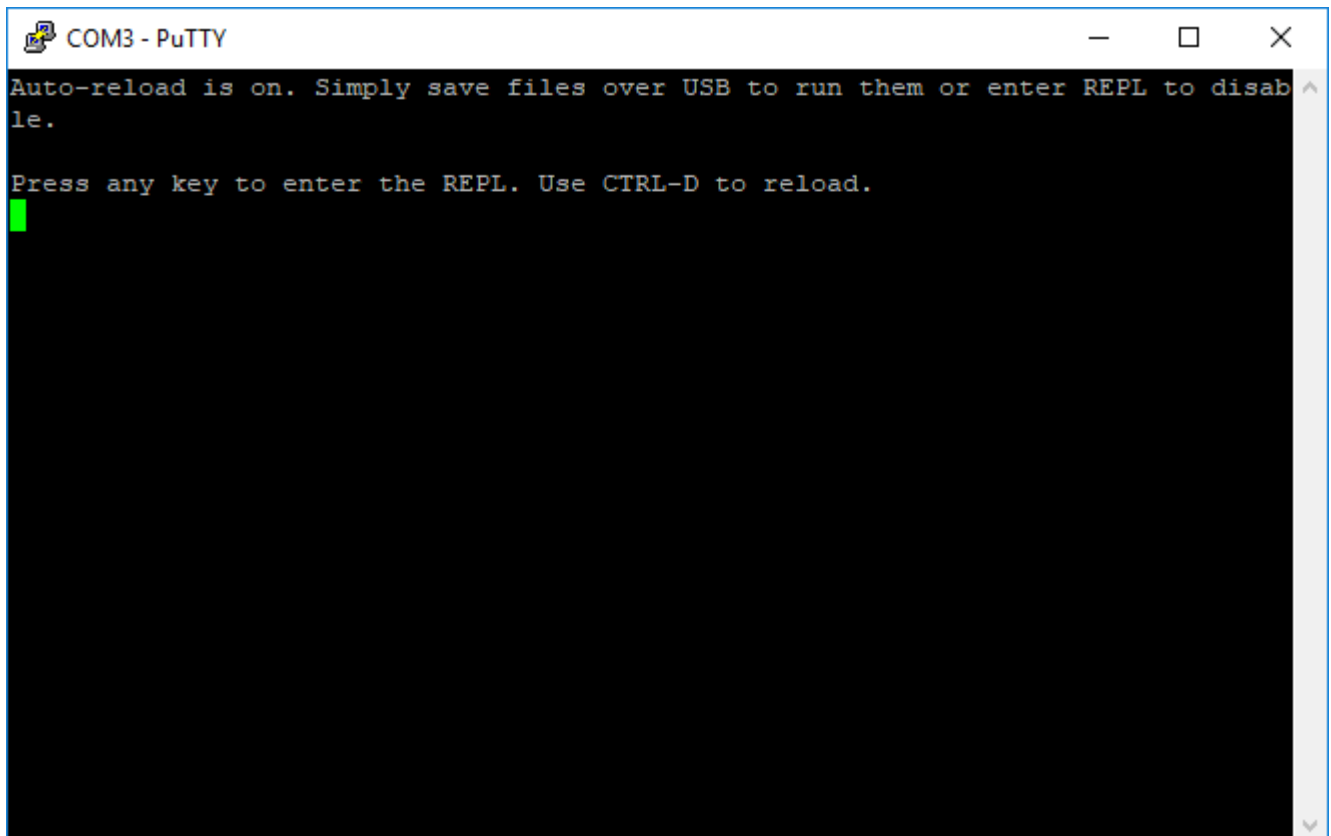 COM3 - PuTTY
Auto-reload is on. Simply save files over USB to run them or enter REPL to disab
le.
Press any key to enter the REPL. Use CTRL-D to reload.